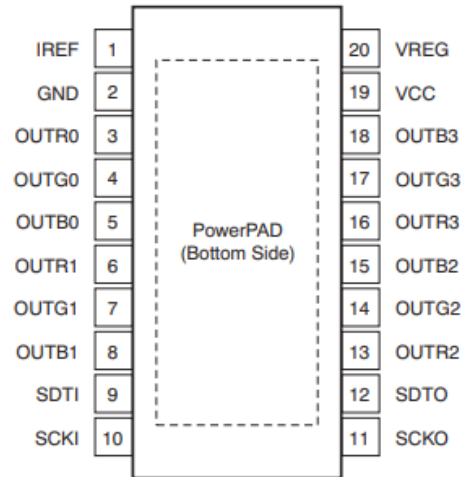 IREF 1 20 VREG
GND 2 19 VCC
OUTR0 3 18 OUTB3
OUTG0 4 17 OUTG3
OUTB0 5 PowerPAD 16 OUTR3
(Bottom Side)
OUTR1 6 15 OUTB2
OUTG1 7 14 OUTG2
OUTB1 8 13 OUTR2
SDTI 9 12 SDTO
SCKI 10 11 SCKO